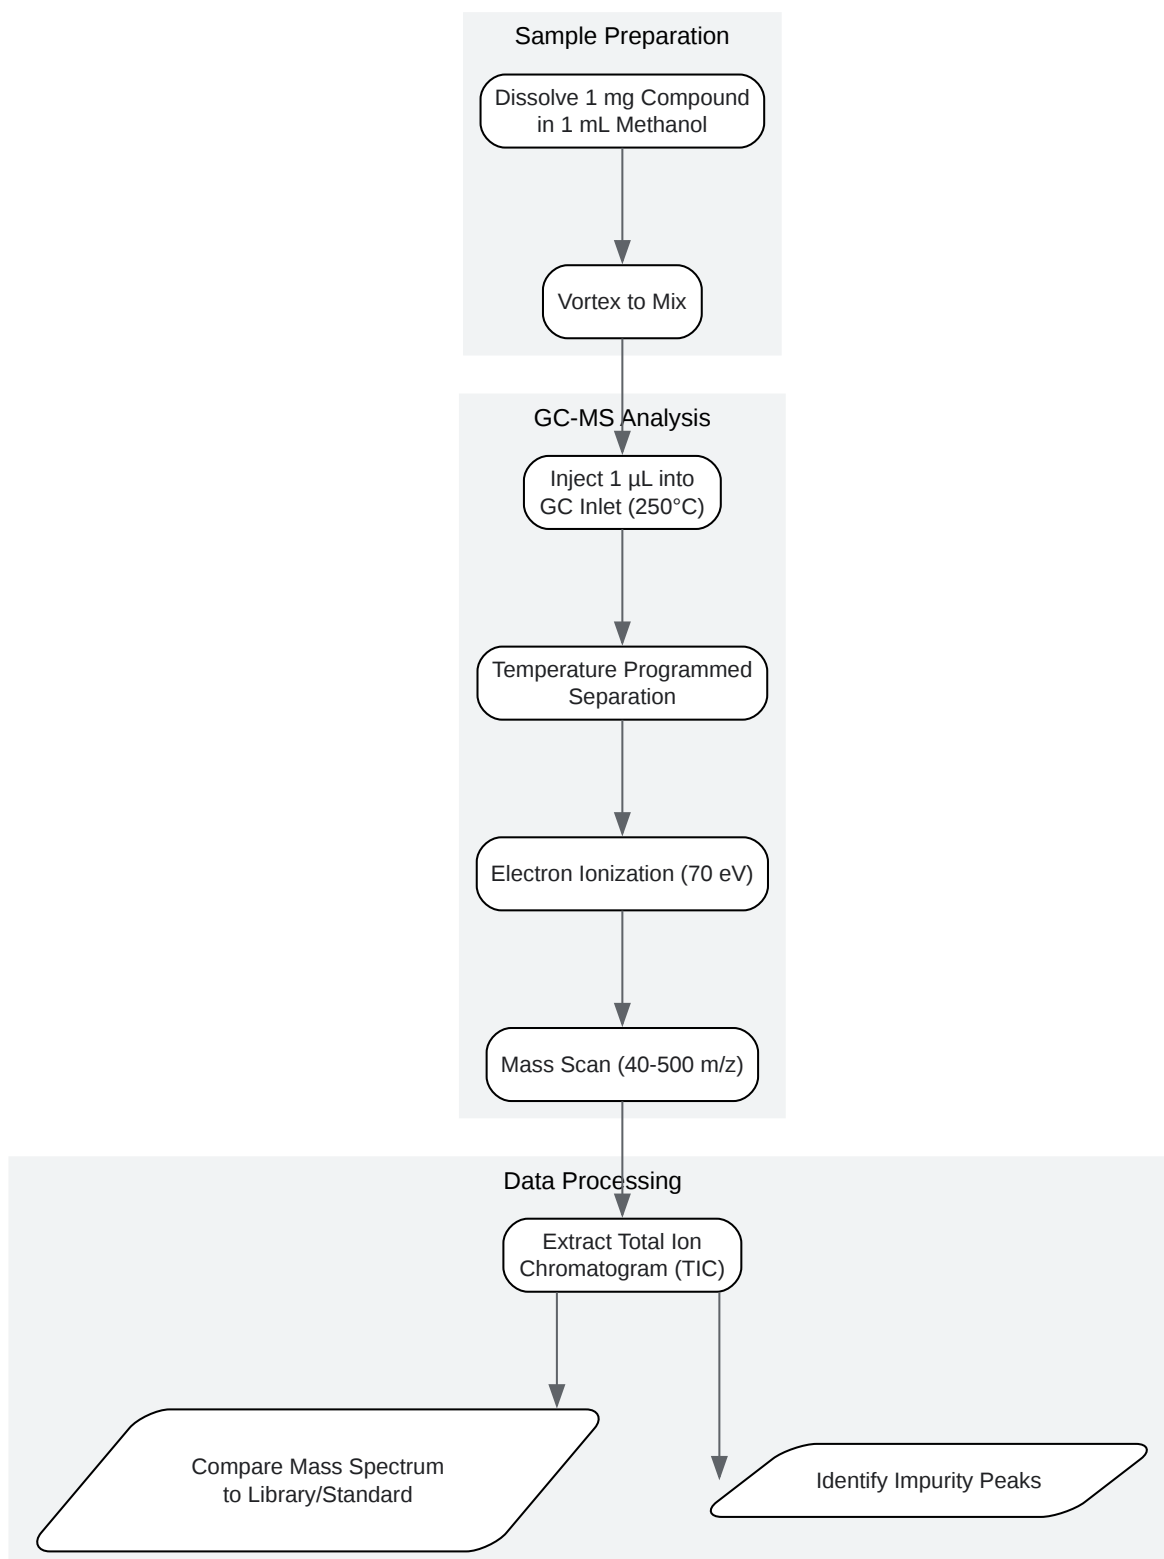 Sample Preparation
Dissolve 1 mg Compound
in 1 mL Methanol
Vortex to Mix
GC-MS Analysis
Inject 1 µL into
GC Inlet (250°C)
Temperature Programmed
Separation
Electron Ionization (70 eV)
Mass Scan (40-500 m/z)
Data Processing
Extract Total Ion
Chromatogram (TIC)
Compare Mass Spectrum
to Library/Standard
Identify Impurity Peaks